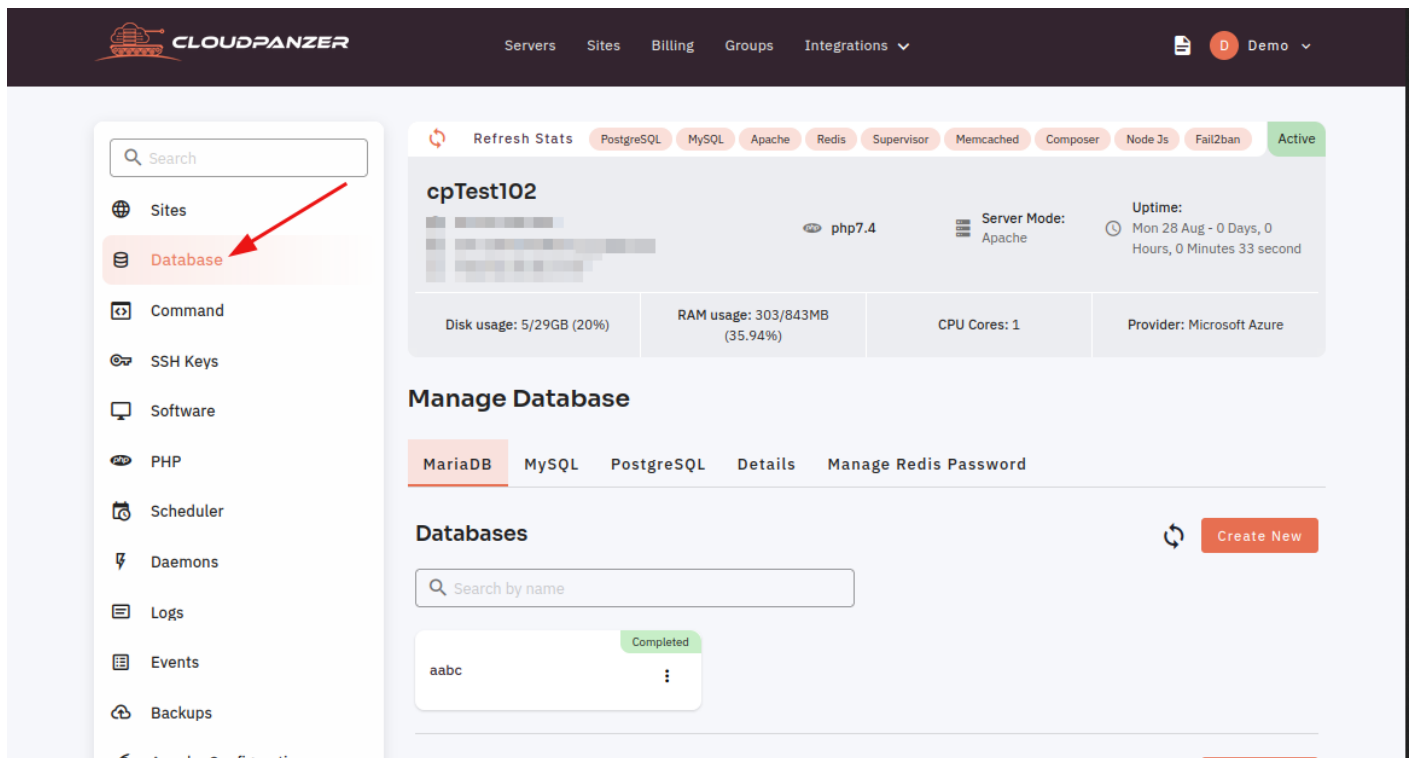 CLOUDPANZER
Servers Sites Billing Groups Integrations
D Demo
Search
Sites
Database
Command
SSH Keys
Software
php PHP
Scheduler
Daemons
Logs
Events
Backups
Refresh Stats PostgreSQL MySQL Apache Redis Supervisor Memcached Composer Node Js Fail2ban Active
cpTest102
php php7.4
Server Mode:
Apache
Uptime:
Mon 28 Aug - 0 Days, 0
Hours, 0 Minutes 33 second
Disk usage: 5/29GB (20%)
RAM usage: 303/843MB
(35.94%)
CPU Cores: 1
Provider: Microsoft Azure
Manage Database
MariaDB MySQL PostgreSQL Details Manage Redis Password
Databases
Create New
Search by name
Completed
aabc